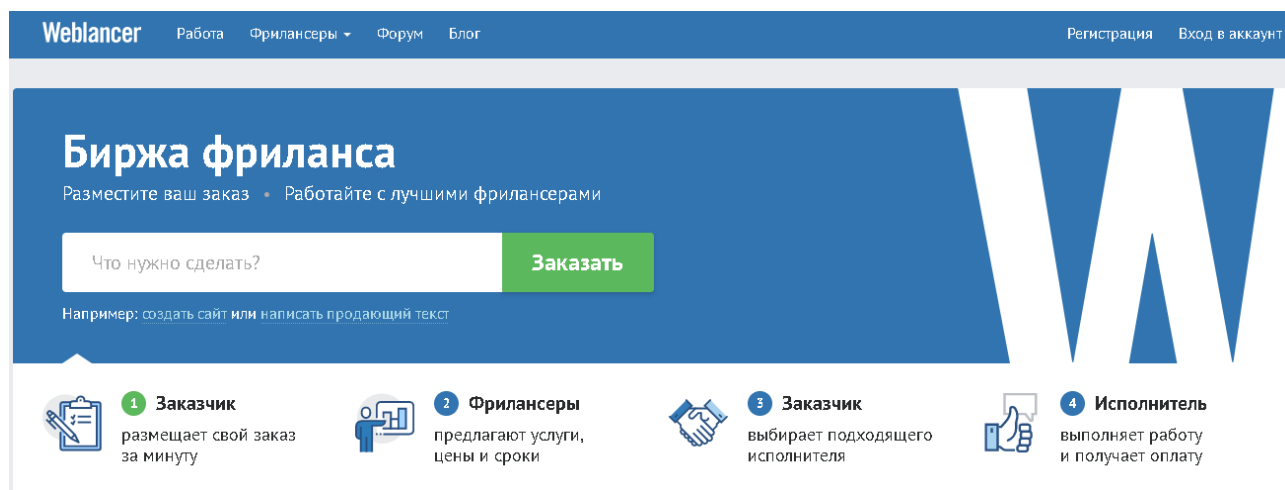 Weblancer Работа Фрилансеры Форум Блог Регистрация Вход в аккаунт
Биржа фриланса
Разместите ваш заказ • Работайте с лучшими фрилансерами
Что нужно сделать? Заказать
Например: создать сайт или написать продающий текст
1 Заказчик
размещает свой заказ
за минуту
2 Фрилансеры
предлагают услуги,
цены и сроки
3 Заказчик
выбирает подходящего
исполнителя
4 Исполнитель
выполняет работу
и получает оплату